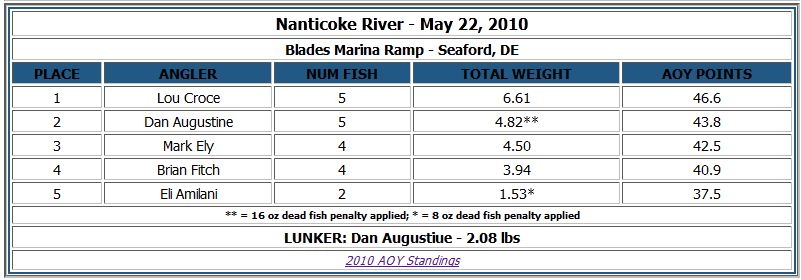 Nanticoke River - May 22, 2010
Blades Marina Ramp - Seaford, DE
PLACE ANGLER NUM FISH TOTAL WEIGHT AOY POINTS
1 Lou Croce 5 6.61 46.6
2 Dan Augustine 5 4.82** 43.8
3 Mark Ely 4 4.50 42.5
4 Brian Fitch 4 3.94 40.9
5 Eli Amilani 2 1.53* 37.5
** = 16 oz dead fish penalty applied; * = 8 oz dead fish penalty applied
LUNKER: Dan Augustiue - 2.08 lbs
2010 AOY Standings